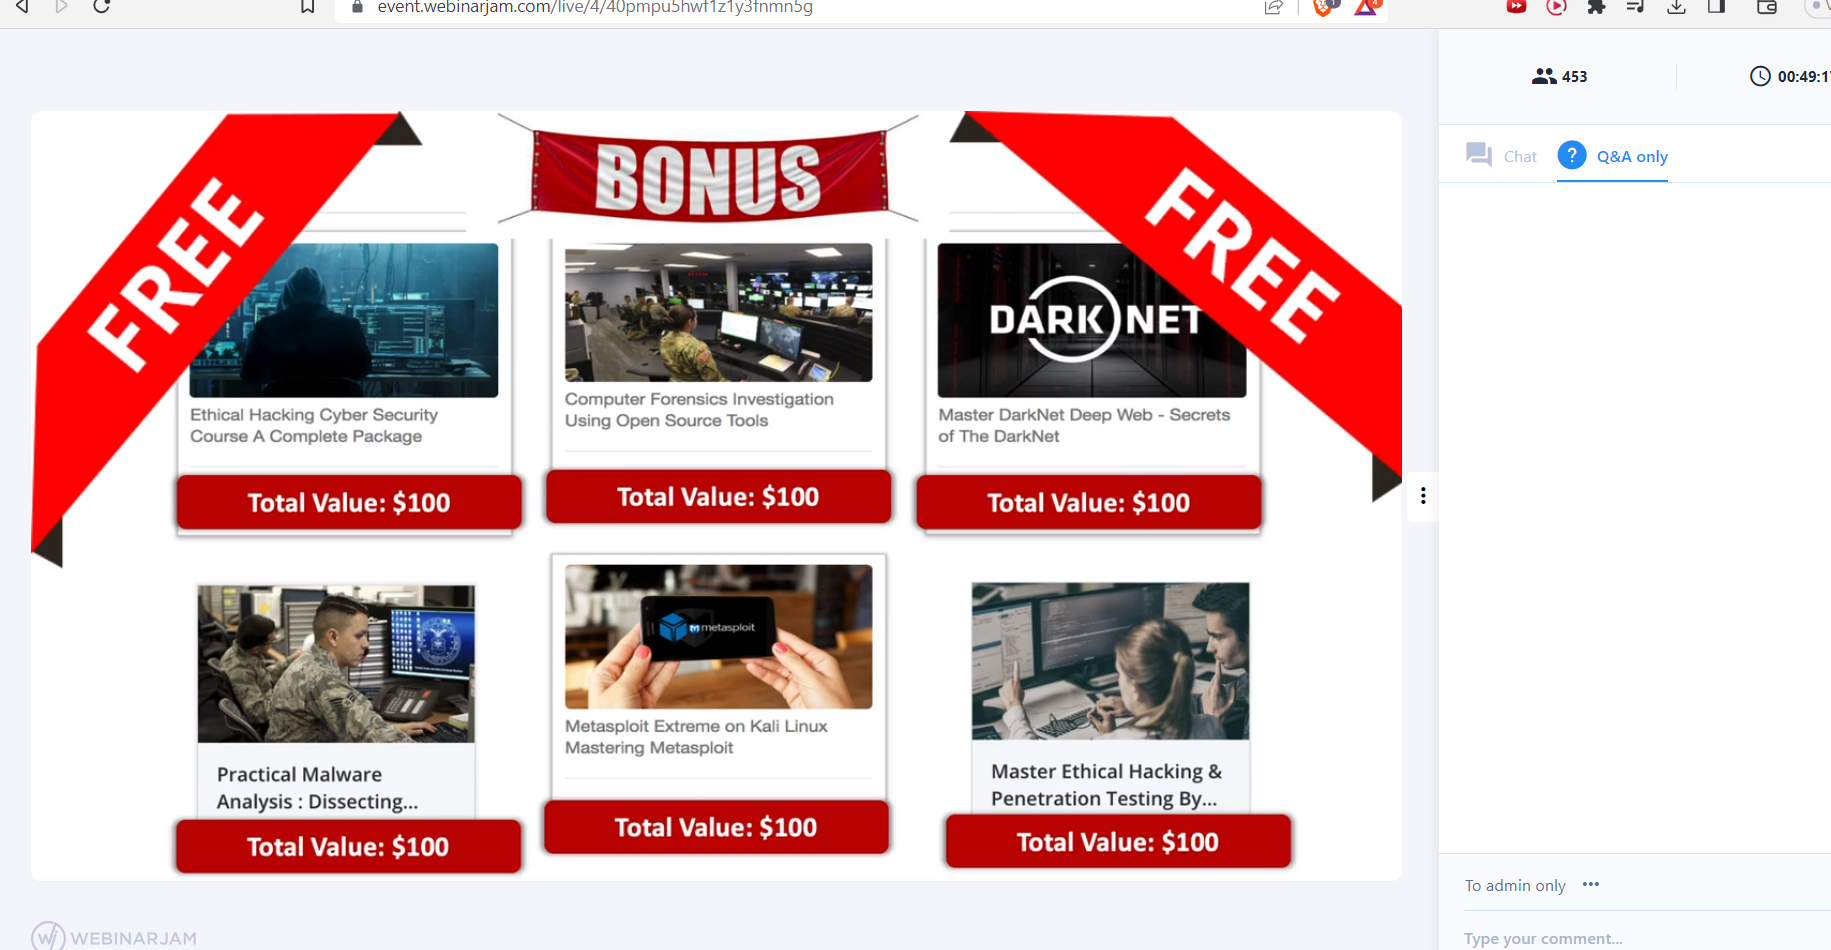 event.webinarjam.com/live/4/40pmpu5hwf1z1y3fnmn5g
453
Chat
Q&A only
FREE
BONUS
FREE
DARK NET
Ethical Hacking Cyber Security
Course A Complete Package
Total Value: $100
Computer Forensics Investigation
Using Open Source Tools
Total Value: $100
Master DarkNet Deep Web - Secrets
of The DarkNet
Total Value: $100
Practical Malware
Analysis : Dissecting...
Total Value: $100
metasploit
Metasploit Extreme on Kali Linux
Mastering Metasploit
Total Value: $100
Master Ethical Hacking &
Penetration Testing By...
Total Value: $100
To admin only
Type your comment...
WEBINARJAM